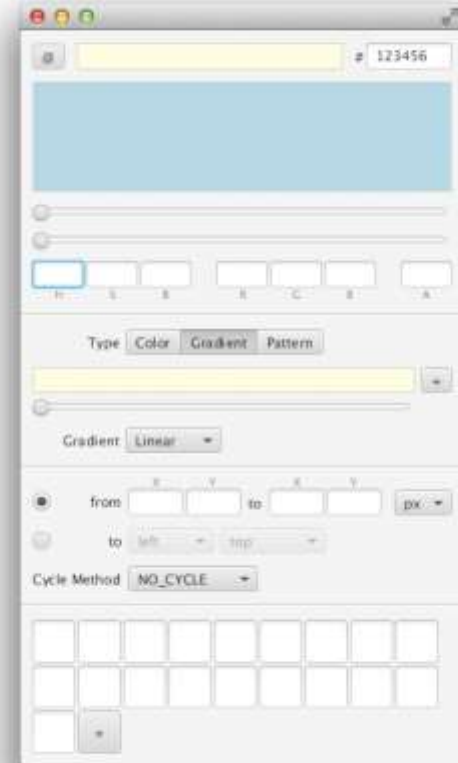 @ # 123456
H S B R G B A
Type Color Gradient Pattern
+
Gradient Linear
X Y X Y
from to px
to left top
Cycle Method NO_CYCLE
+